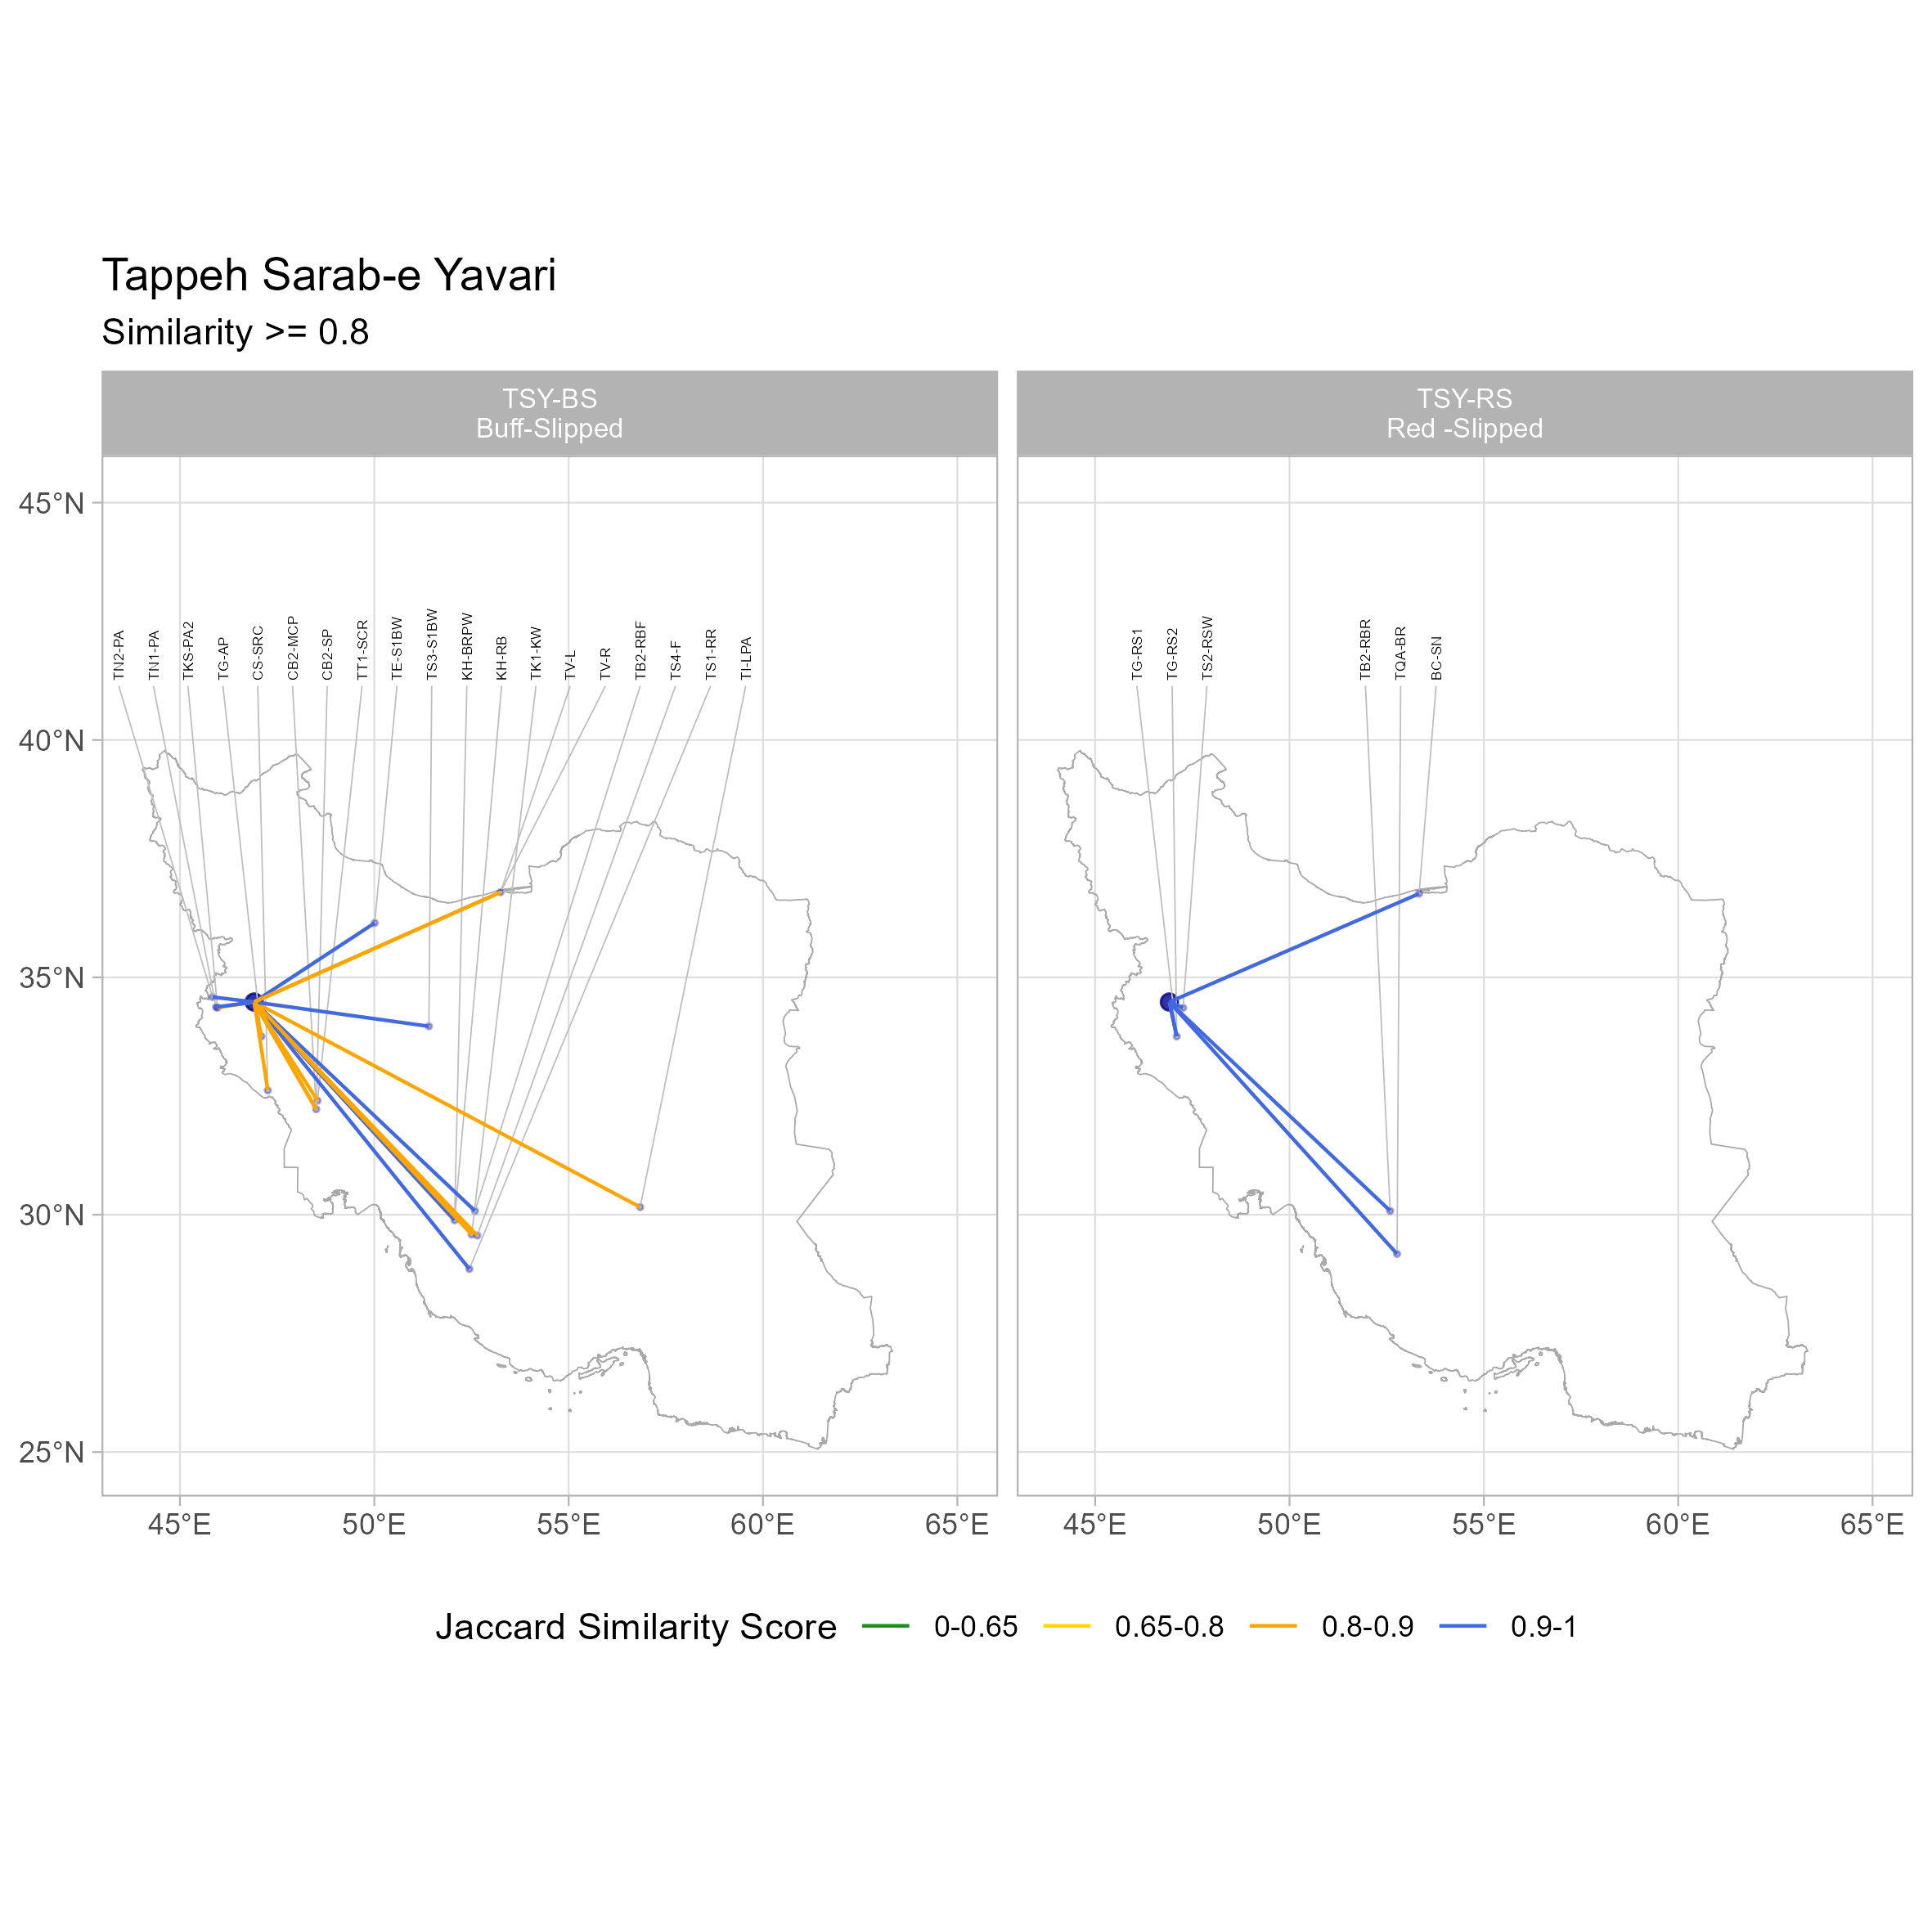 Tappeh Sarab-e Yavari
Similarity >= 0.8
TSY-BS
Buff-Slipped
TSY-RS
Red -Slipped
45°N
40°N
35°N
30°N
25°N
TN2-PA
TN1-PA
TKS-PA2
TG-AP
CS-SRC
CB2-MCP
CB2-SP
TT1-SCR
TE-S1BW
TS3-S1BW
KH-BRPW
KH-RB
TK1-KW
TV-L
TV-R
TB2-RBF
TS4-F
TS1-RR
TI-LPA
TG-RS1
TG-RS2
TS2-RSW
TB2-RBR
TQA-BR
BC-SN
45°E 50°E 55°E 60°E 65°E
45°E 50°E 55°E 60°E 65°E
Jaccard Similarity Score 0-0.65 0.65-0.8 0.8-0.9 0.9-1